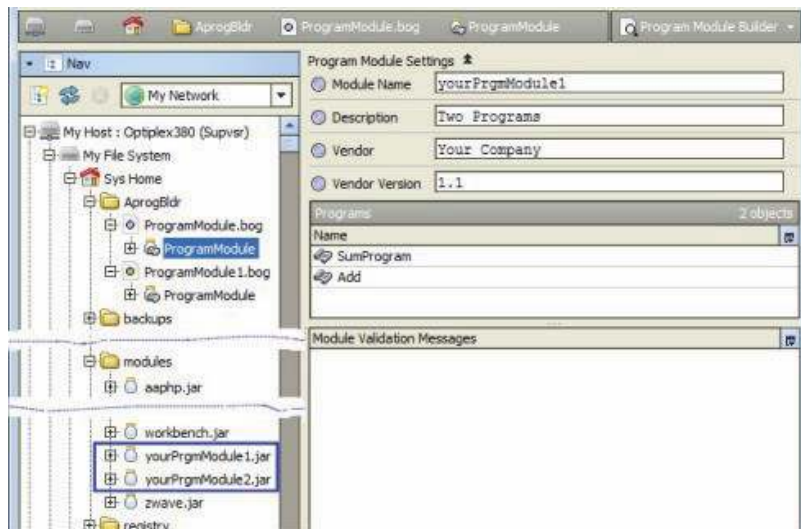 AprogBldr
ProgramModule.bog
ProgramModule
Program Module Builder
Nav
My Network
My Host : Optiplex380 (Supvsr)
My File System
Sys Home
AprogBldr
ProgramModule.bog
ProgramModule
ProgramModule1.bog
ProgramModule
backups
modules
aaphp.jar
workbench.jar
yourPrgmModule1.jar
yourPrgmModule2.jar
zwave.jar
registry
Program Module Settings
Module Name yourPrgmModule1
Description Two Programs
Vendor Your Company
Vendor Version 1.1
Programs 2 objects
Name
SumProgram
Add
Module Validation Messages